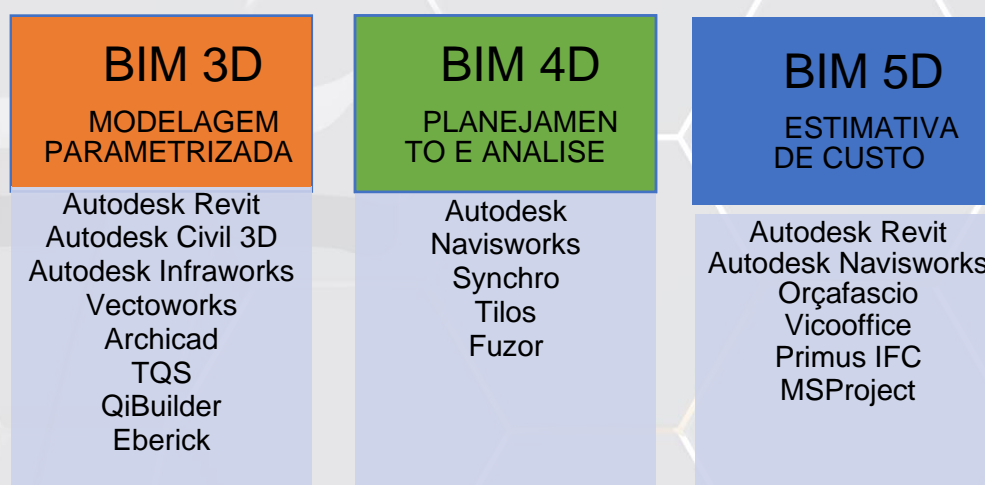 BIM 3D
MODELAGEM
PARAMETRIZADA
Autodesk Revit
Autodesk Civil 3D
Autodesk Infraworks
Vectoworks
Archicad
TQS
QiBuilder
Eberick
BIM 4D
PLANEJAMEN
TO E ANALISE
Autodesk
Navisworks
Synchro
Tilos
Fuzor
BIM 5D
ESTIMATIVA
DE CUSTO
Autodesk Revit
Autodesk Navisworks
Orçafascio
Vicooffice
Primus IFC
MSProject